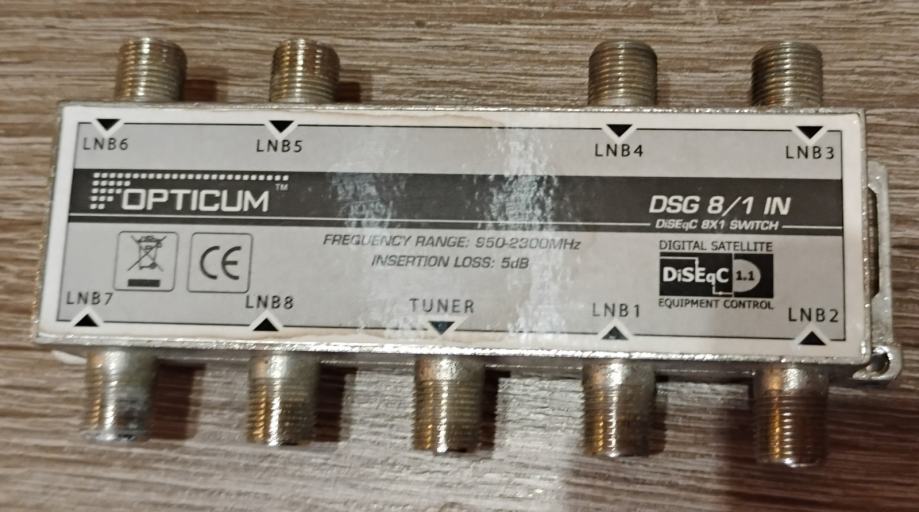 LNB6 LNB5 LNB4 LNB3
OPTICUM™ DSG 8/1 IN
DiSEqC 8X1 SWITCH
FREQUENCY RANGE: 950-2300MHz
INSERTION LOSS: 5dB
DIGITAL SATELLITE
DiSEqC 1.1
EQUIPMENT CONTROL
CE
LNB7 LNB8 TUNER LNB1 LNB2